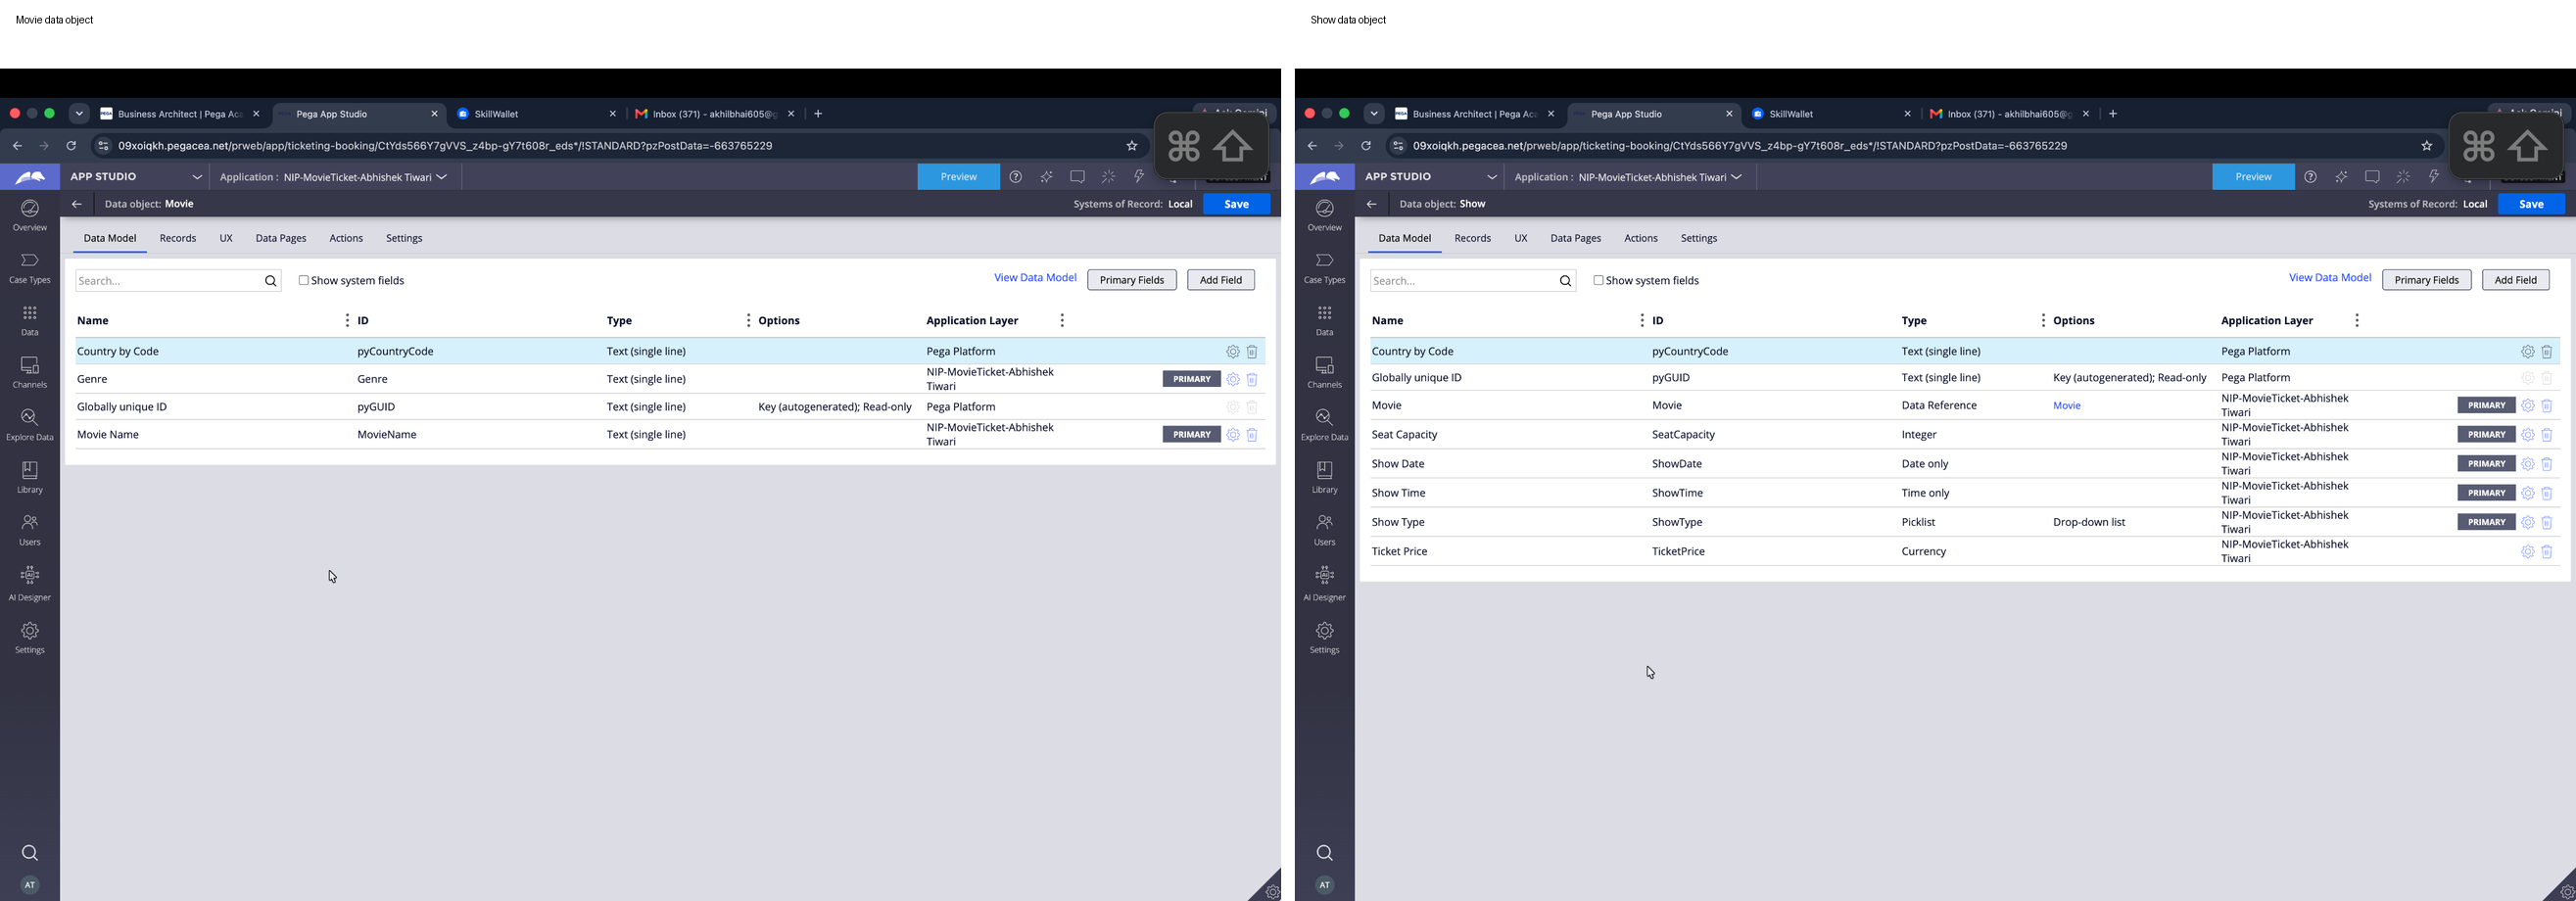 Movie data object
Business Architect | Pega Aca
Pega App Studio
SkillWallet
Inbox (371) - akhilbhai605@g
09xoiqkh.pegacea.net/prweb/app/ticketing-booking/CtYds566Y7gVVS_z4bp-gY7t608r_eds*/!STANDARD?pzPostData=-663765229
APP STUDIO
Application : NIP-MovieTicket-Abhishek Tiwari
Preview
Data object: Movie
Systems of Record: Local
Save
Overview
Case Types
Data
Channels
Explore Data
Library
Users
AI Designer
Settings
AT
Data Model Records UX Data Pages Actions Settings
Search... Show system fields View Data Model Primary Fields Add Field
Name ID Type Options Application Layer
Country by Code pyCountryCode Text (single line) Pega Platform
Genre Genre Text (single line) NIP-MovieTicket-Abhishek PRIMARY
Tiwari
Globally unique ID pyGUID Text (single line) Key (autogenerated); Read-only Pega Platform
Movie Name MovieName Text (single line) NIP-MovieTicket-Abhishek PRIMARY
Tiwari
Show data object
Business Architect | Pega Aca
Pega App Studio
SkillWallet
Inbox (371) - akhilbhai605@g
09xoiqkh.pegacea.net/prweb/app/ticketing-booking/CtYds566Y7gVVS_z4bp-gY7t608r_eds*/!STANDARD?pzPostData=-663765229
APP STUDIO
Application : NIP-MovieTicket-Abhishek Tiwari
Preview
Data object: Show
Systems of Record: Local
Save
Overview
Case Types
Data
Channels
Explore Data
Library
Users
AI Designer
Settings
AT
Data Model Records UX Data Pages Actions Settings
Search... Show system fields View Data Model Primary Fields Add Field
Name ID Type Options Application Layer
Country by Code pyCountryCode Text (single line) Pega Platform
Globally unique ID pyGUID Text (single line) Key (autogenerated); Read-only Pega Platform
Movie Movie Data Reference Movie NIP-MovieTicket-Abhishek PRIMARY
Tiwari
Seat Capacity SeatCapacity Integer NIP-MovieTicket-Abhishek PRIMARY
Tiwari
Show Date ShowDate Date only NIP-MovieTicket-Abhishek PRIMARY
Tiwari
Show Time ShowTime Time only NIP-MovieTicket-Abhishek PRIMARY
Tiwari
Show Type ShowType Picklist Drop-down list NIP-MovieTicket-Abhishek PRIMARY
Tiwari
Ticket Price TicketPrice Currency NIP-MovieTicket-Abhishek
Tiwari